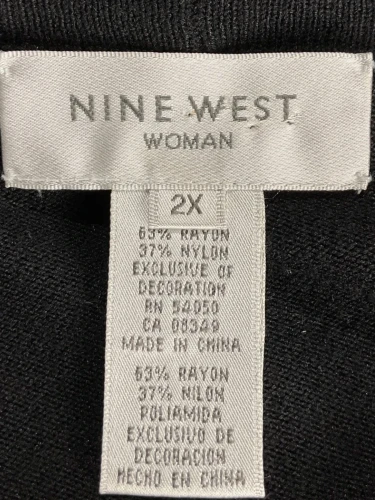 NINE WEST
WOMAN
2X
63% RAYON
37% NYLON
EXCLUSIVE OF
DECORATION
RN 54050
CA 08349
MADE IN CHINA
63% RAYON
37% NILON
POLIAMIDA
EXCLUSIVO DE
DECORACION
HECHO EN CHINA